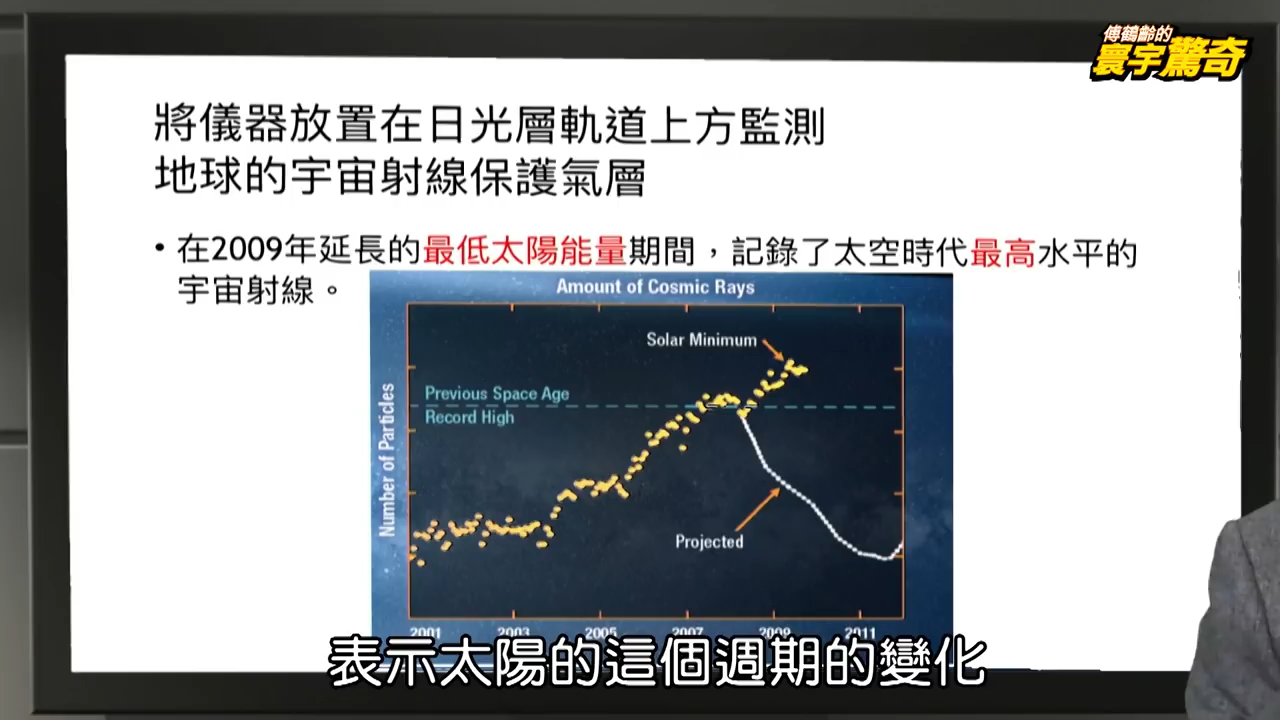 傅鶴齡的
寰宇驚奇
將儀器放置在日光層軌道上方監測
地球的宇宙射線保護氣層
• 在2009年延長的最低太陽能量期間，記錄了太空時代最高水平的
宇宙射線。
Amount of Cosmic Rays
Solar Minimum
Previous Space Age
Record High
Number of Particles
Projected
2001 2003 2005 2007 2009 2011
表示太陽的這個週期的變化